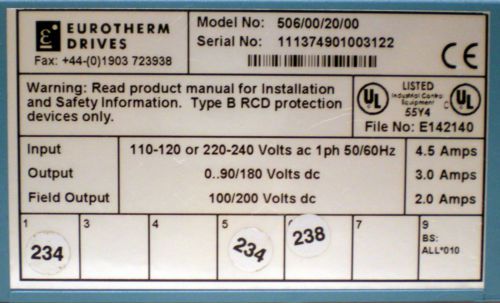 EUROTHERM
DRIVES
Fax: +44-(0)1903 723938
Model No: 506/00/20/00
Serial No: 111374901003122
CE
Warning: Read product manual for Installation
and Safety Information. Type B RCD protection
devices only.
UL LISTED UL
Industrial Control
Equipment
55Y4
File No: E142140
Input 110-120 or 220-240 Volts ac 1ph 50/60Hz 4.5 Amps
Output 0..90/180 Volts dc 3.0 Amps
Field Output 100/200 Volts dc 2.0 Amps
1 3 4 5 6 7 9
234 234 238 BS:
ALL*010